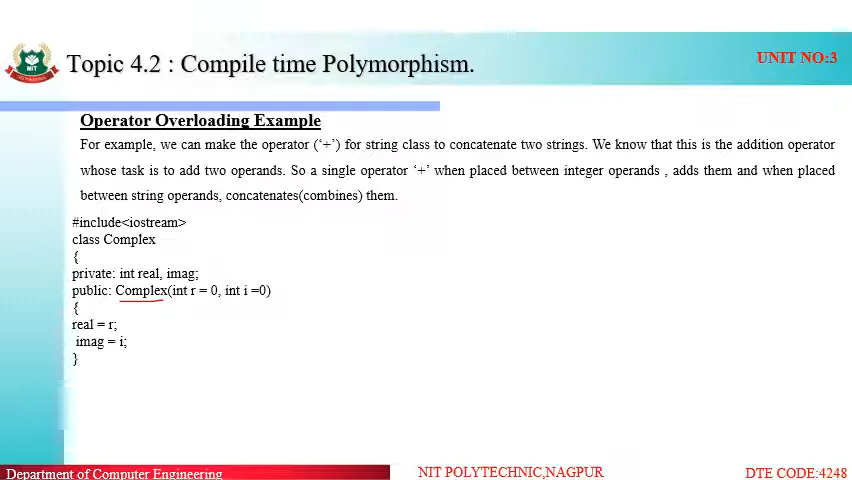 NIT
Topic 4.2 : Compile time Polymorphism.
UNIT NO:3
Operator Overloading Example
For example, we can make the operator (‘+’) for string class to concatenate two strings. We know that this is the addition operator
whose task is to add two operands. So a single operator ‘+’ when placed between integer operands , adds them and when placed
between string operands, concatenates(combines) them.
#include<iostream>
class Complex
{
private: int real, imag;
public: Complex(int r = 0, int i =0)
{
real = r;
imag = i;
}
Department of Computer Engineering
NIT POLYTECHNIC,NAGPUR
DTE CODE:4248